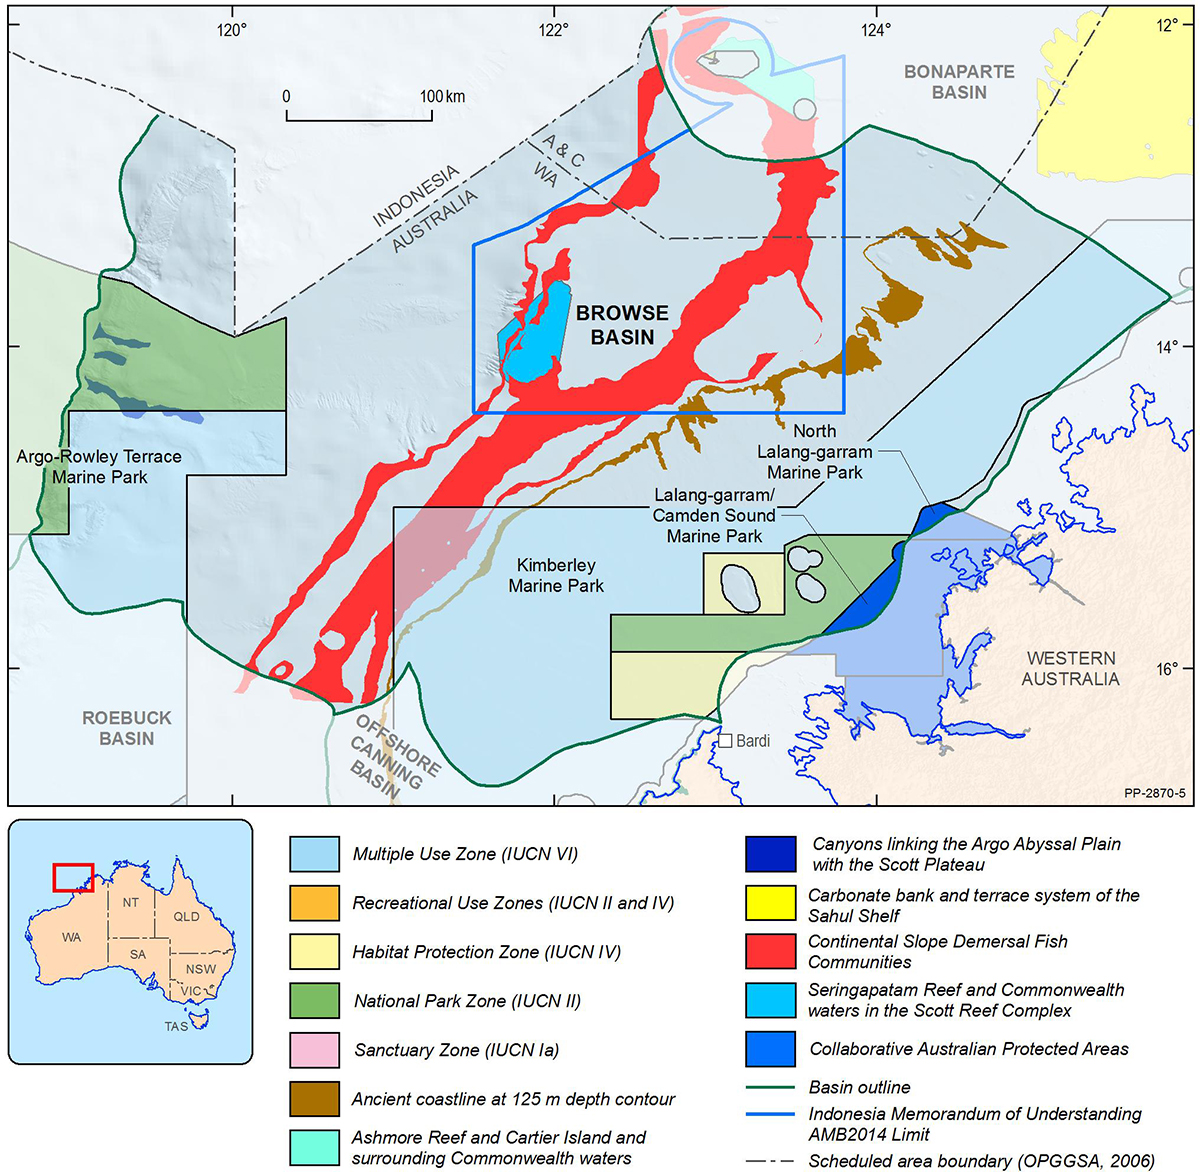 120°
122°
124°
12°
BONAPARTE
BASIN
0
100 km
A & C
WA
INDONESIA
AUSTRALIA
BROWSE
BASIN
14°
North
Lalang-garram
Marine Park
Argo-Rowley Terrace
Marine Park
Lalang-garram/
Camden Sound
Marine Park
Kimberley
Marine Park
16°
WESTERN
AUSTRALIA
ROEBUCK
BASIN
OFFSHORE
CANNING
BASIN
Bardi
PP-2870-5
WA
NT
QLD
SA
NSW
VIC
TAS
Multiple Use Zone (IUCN VI)
Recreational Use Zones (IUCN II and IV)
Habitat Protection Zone (IUCN IV)
National Park Zone (IUCN II)
Sanctuary Zone (IUCN Ia)
Ancient coastline at 125 m depth contour
Ashmore Reef and Cartier Island and
surrounding Commonwealth waters
Canyons linking the Argo Abyssal Plain
with the Scott Plateau
Carbonate bank and terrace system of the
Sahul Shelf
Continental Slope Demersal Fish
Communities
Seringapatam Reef and Commonwealth
waters in the Scott Reef Complex
Collaborative Australian Protected Areas
Basin outline
Indonesia Memorandum of Understanding
AMB2014 Limit
Scheduled area boundary (OPGGSA, 2006)